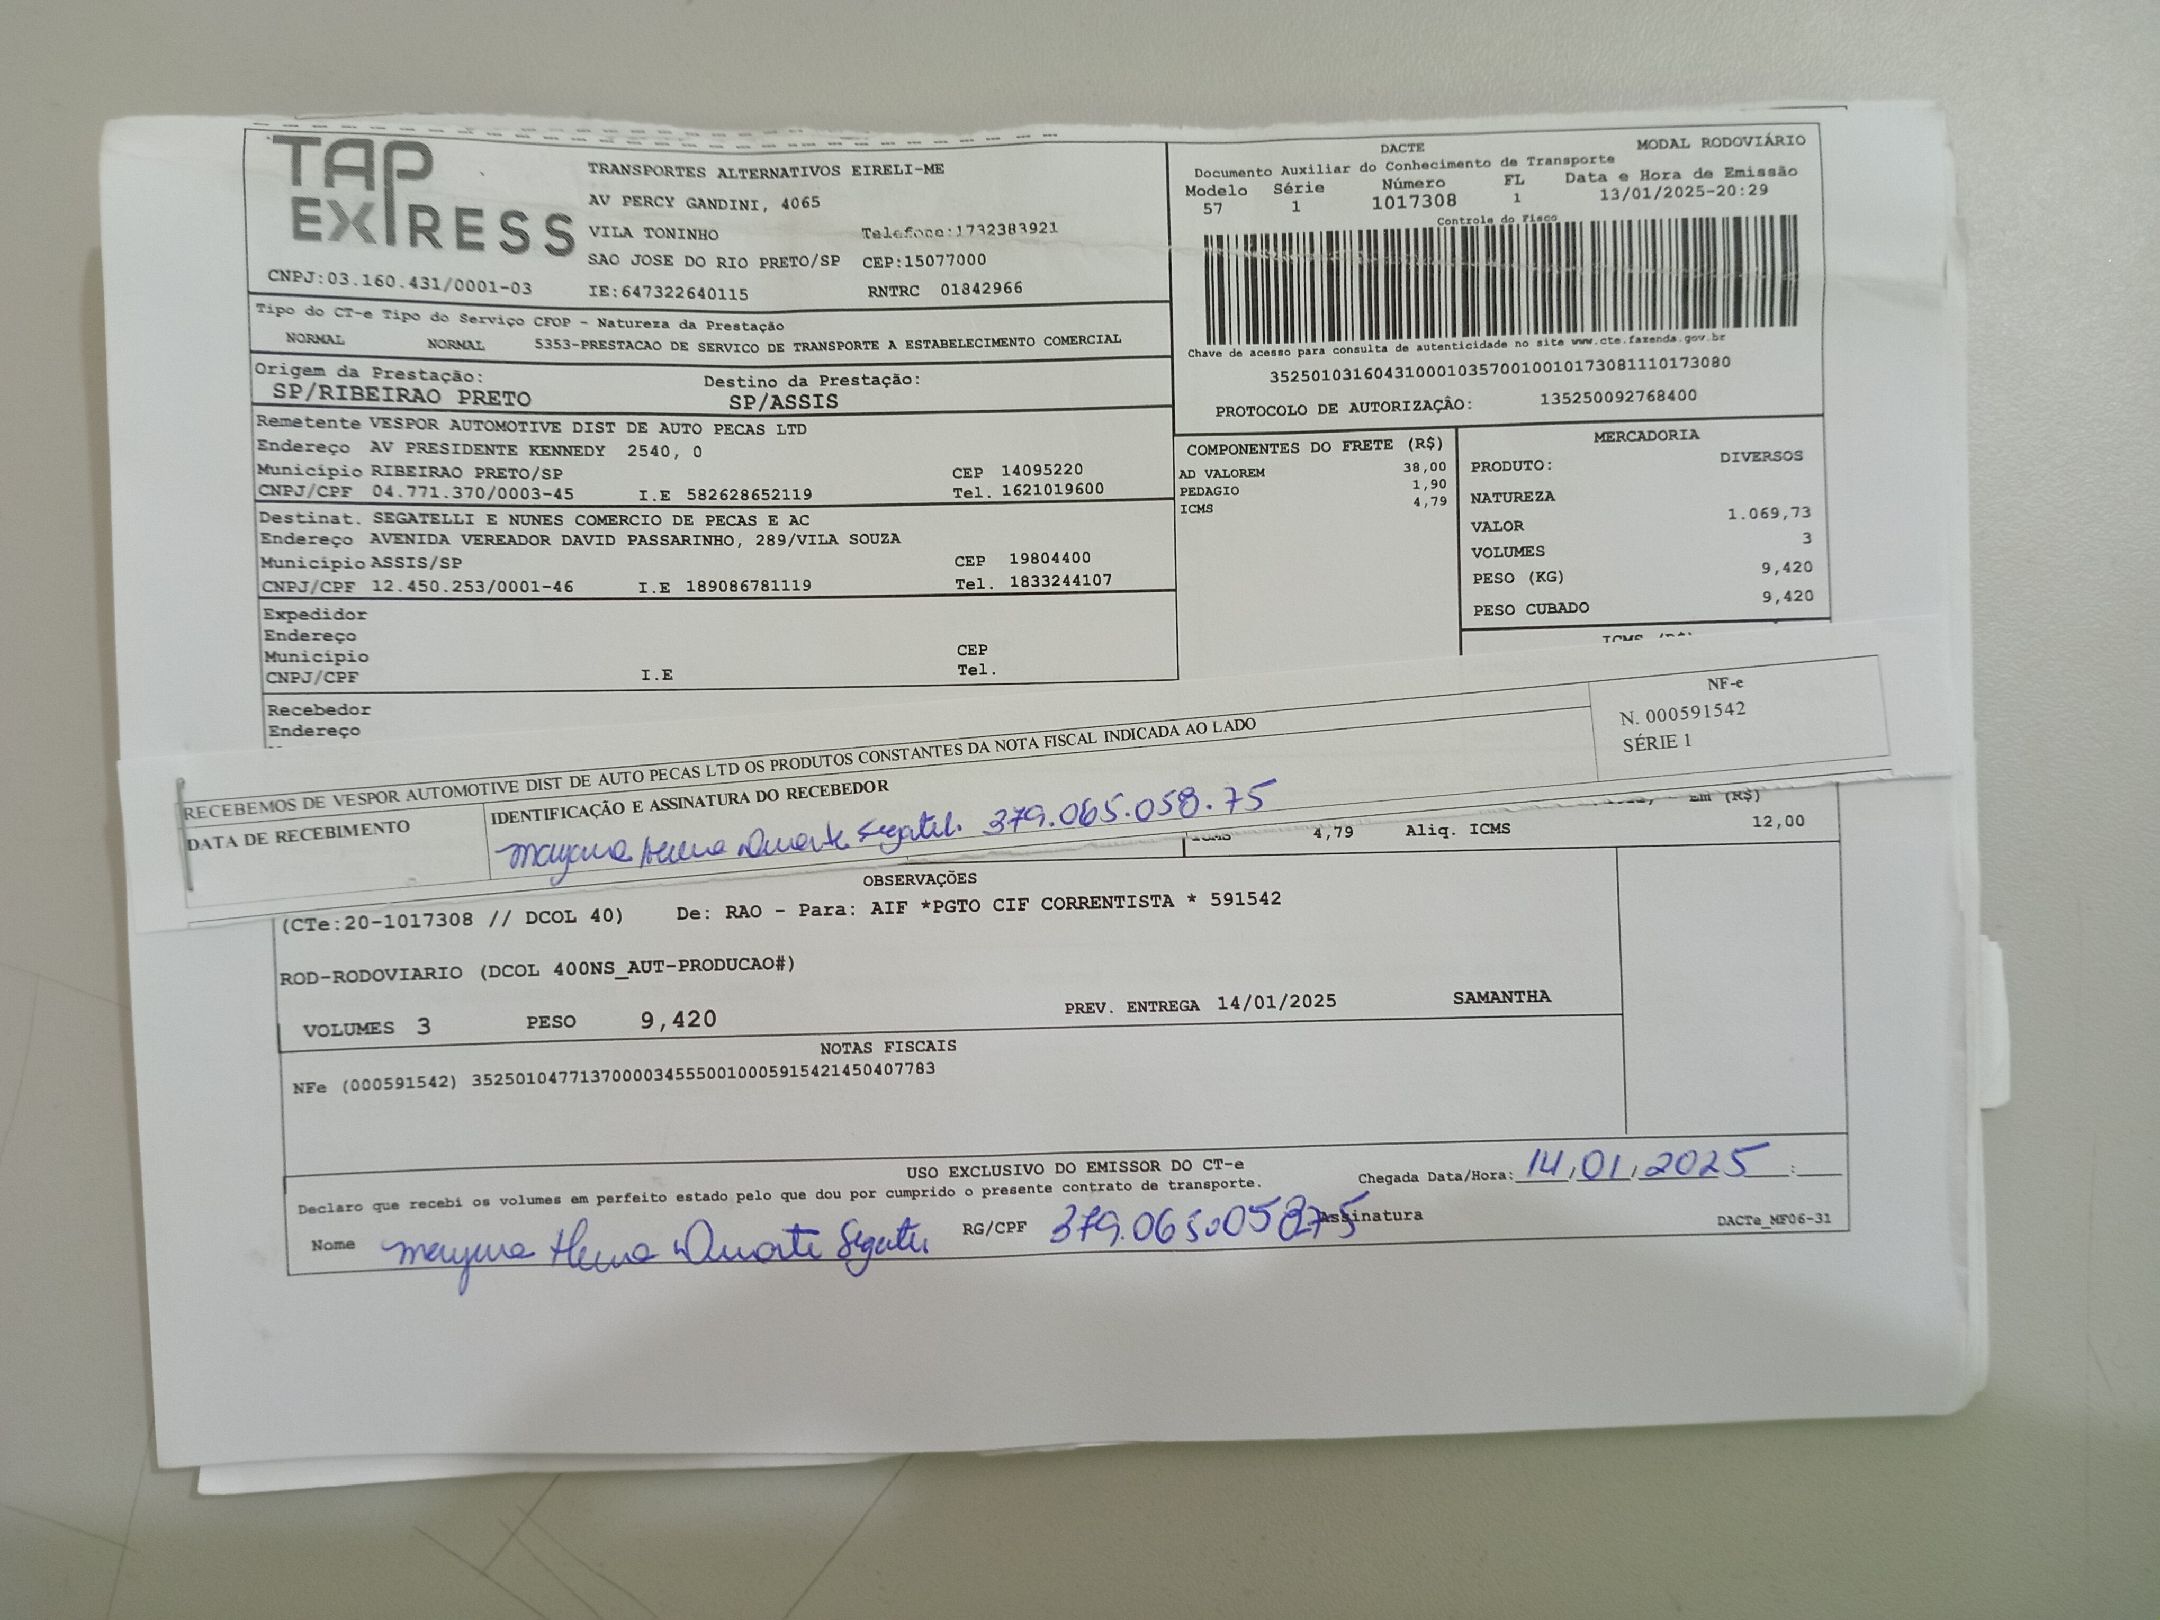 TAP
EXPRESS
CNPJ:03.160.431/0001-03
TRANSPORTES ALTERNATIVOS EIRELI-ME
AV PERCY GANDINI, 4065
VILA TONINHO Telefone:1732383921
SAO JOSE DO RIO PRETO/SP CEP:15077000
IE:647322640115 RNTRC 01842966
DACTE MODAL RODOVIÁRIO
Documento Auxiliar do Conhecimento de Transporte
Modelo Série Número FL Data e Hora de Emissão
57 1 1017308 1 13/01/2025-20:29
Controle do Fisco
Chave de acesso para consulta de autenticidade no site www.cte.fazenda.gov.br
35250103160431000103570010010173081110173080
PROTOCOLO DE AUTORIZAÇÂO: 135250092768400
Tipo do CT-e Tipo do Serviço CFOP - Natureza da Prestação
NORMAL NORMAL 5353-PRESTACAO DE SERVICO DE TRANSPORTE A ESTABELECIMENTO COMERCIAL
Origem da Prestação: Destino da Prestação:
SP/RIBEIRAO PRETO SP/ASSIS
Remetente VESPOR AUTOMOTIVE DIST DE AUTO PECAS LTD
Endereço AV PRESIDENTE KENNEDY 2540, 0
Município RIBEIRAO PRETO/SP CEP 14095220
CNPJ/CPF 04.771.370/0003-45 I.E 582628652119 Tel. 1621019600
Destinat. SEGATELLI E NUNES COMERCIO DE PECAS E AC
Endereço AVENIDA VEREADOR DAVID PASSARINHO, 289/VILA SOUZA
Município ASSIS/SP CEP 19804400
CNPJ/CPF 12.450.253/0001-46 I.E 189086781119 Tel. 1833244107
Expedidor
Endereço
Município CEP
CNPJ/CPF I.E Tel.
Recebedor
Endereço
COMPONENTES DO FRETE (R$)
AD VALOREM 38,00
PEDAGIO 1,90
ICMS 4,79
MERCADORIA
PRODUTO: DIVERSOS
NATUREZA
VALOR 1.069,73
VOLUMES 3
PESO (KG) 9,420
PESO CUBADO 9,420
RECEBEMOS DE VESPOR AUTOMOTIVE DIST DE AUTO PECAS LTD OS PRODUTOS CONSTANTES DA NOTA FISCAL INDICADA AO LADO
DATA DE RECEBIMENTO
IDENTIFICAÇÃO E ASSINATURA DO RECEBEDOR
379.065.058.75
NF-e
N. 000591542
SÉRIE 1
Em (R$)
4,79 Aliq. ICMS 12,00
OBSERVAÇÕES
(CTe:20-1017308 // DCOL 40) De: RAO - Para: AIF *PGTO CIF CORRENTISTA * 591542
ROD-RODOVIARIO (DCOL 400NS_AUT-PRODUCAO#)
VOLUMES 3 PESO 9,420 PREV. ENTREGA 14/01/2025 SAMANTHA
NOTAS FISCAIS
NFe (000591542) 35250104771370000345550010005915421450407783
USO EXCLUSIVO DO EMISSOR DO CT-e
Declaro que recebi os volumes em perfeito estado pelo que dou por cumprido o presente contrato de transporte.
Chegada Data/Hora: 14,01,2025 :
Nome RG/CPF 379.065.058 75 Assinatura
DACTe_MF06-31